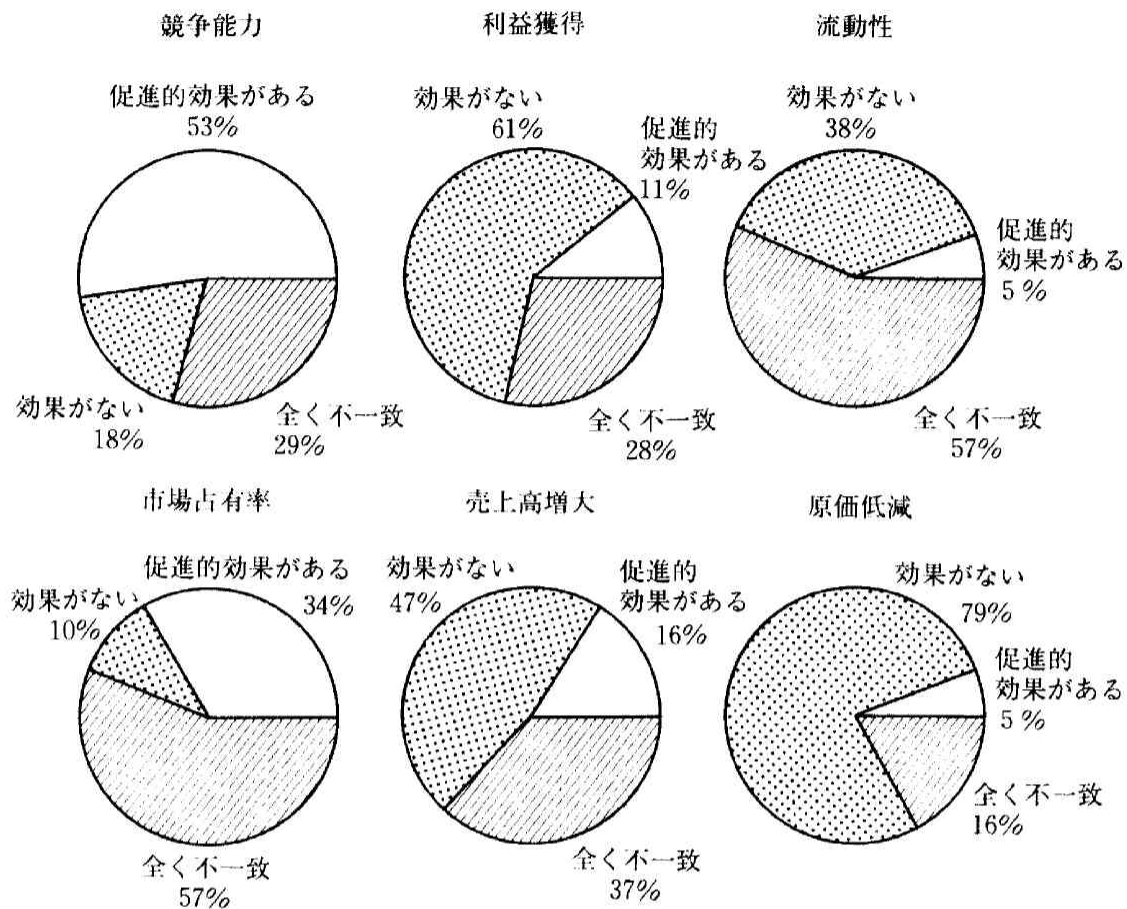 競争能力
促進的効果がある
53%
効果がない
18%
全く不一致
29%
利益獲得
効果がない
61%
促進的
効果がある
11%
全く不一致
28%
流動性
効果がない
38%
促進的
効果がある
5%
全く不一致
57%
市場占有率
促進的効果がある
34%
効果がない
10%
全く不一致
57%
売上高増大
効果がない
47%
促進的
効果がある
16%
全く不一致
37%
原価低減
効果がない
79%
促進的
効果がある
5%
全く不一致
16%